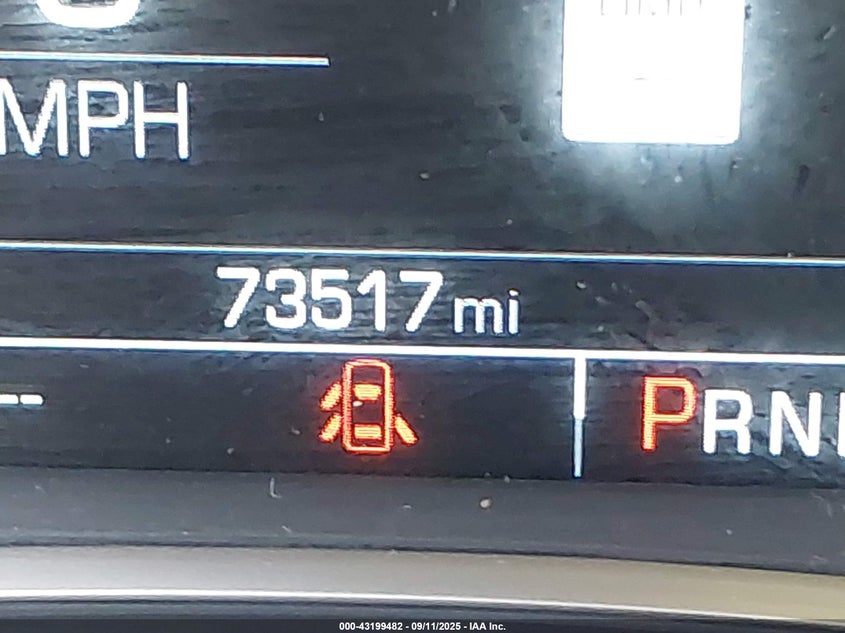 MPH
73517 mi
PRN
000-43199482 - 09/11/2025 - IAA Inc.